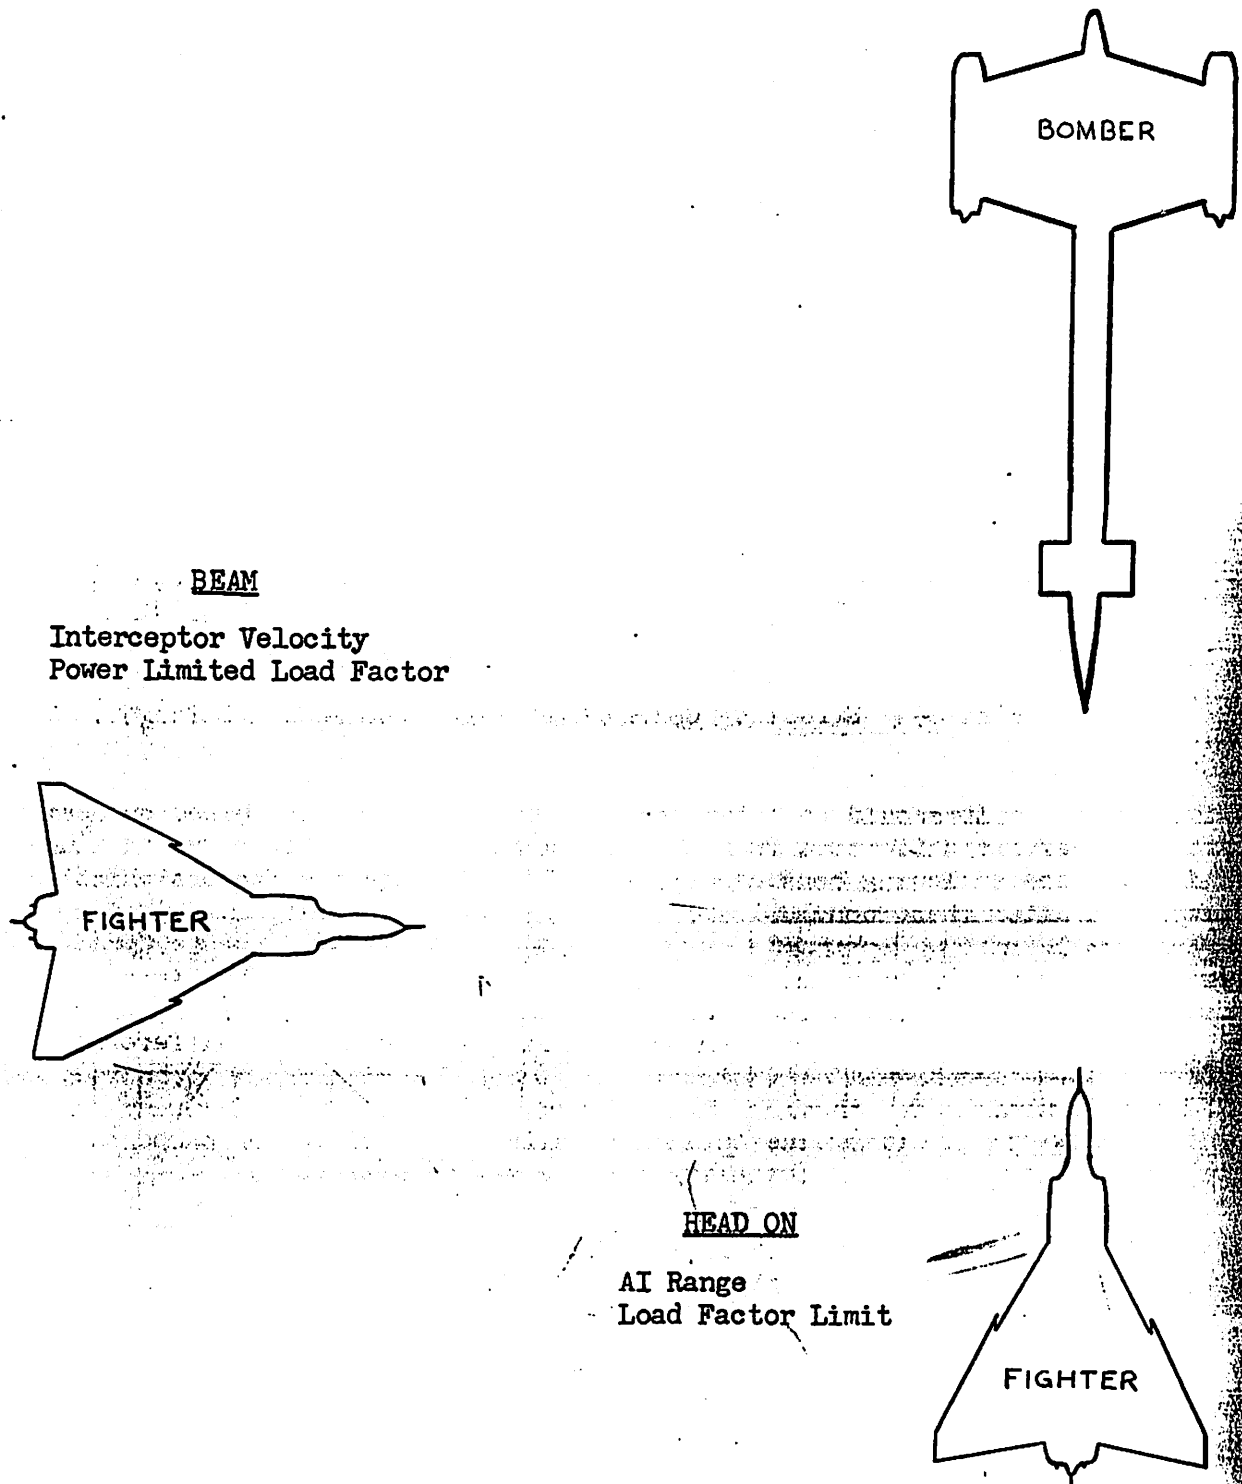 BOMBER
BEAM
Interceptor Velocity
Power Limited Load Factor
FIGHTER
HEAD ON
AI Range
Load Factor Limit
FIGHTER